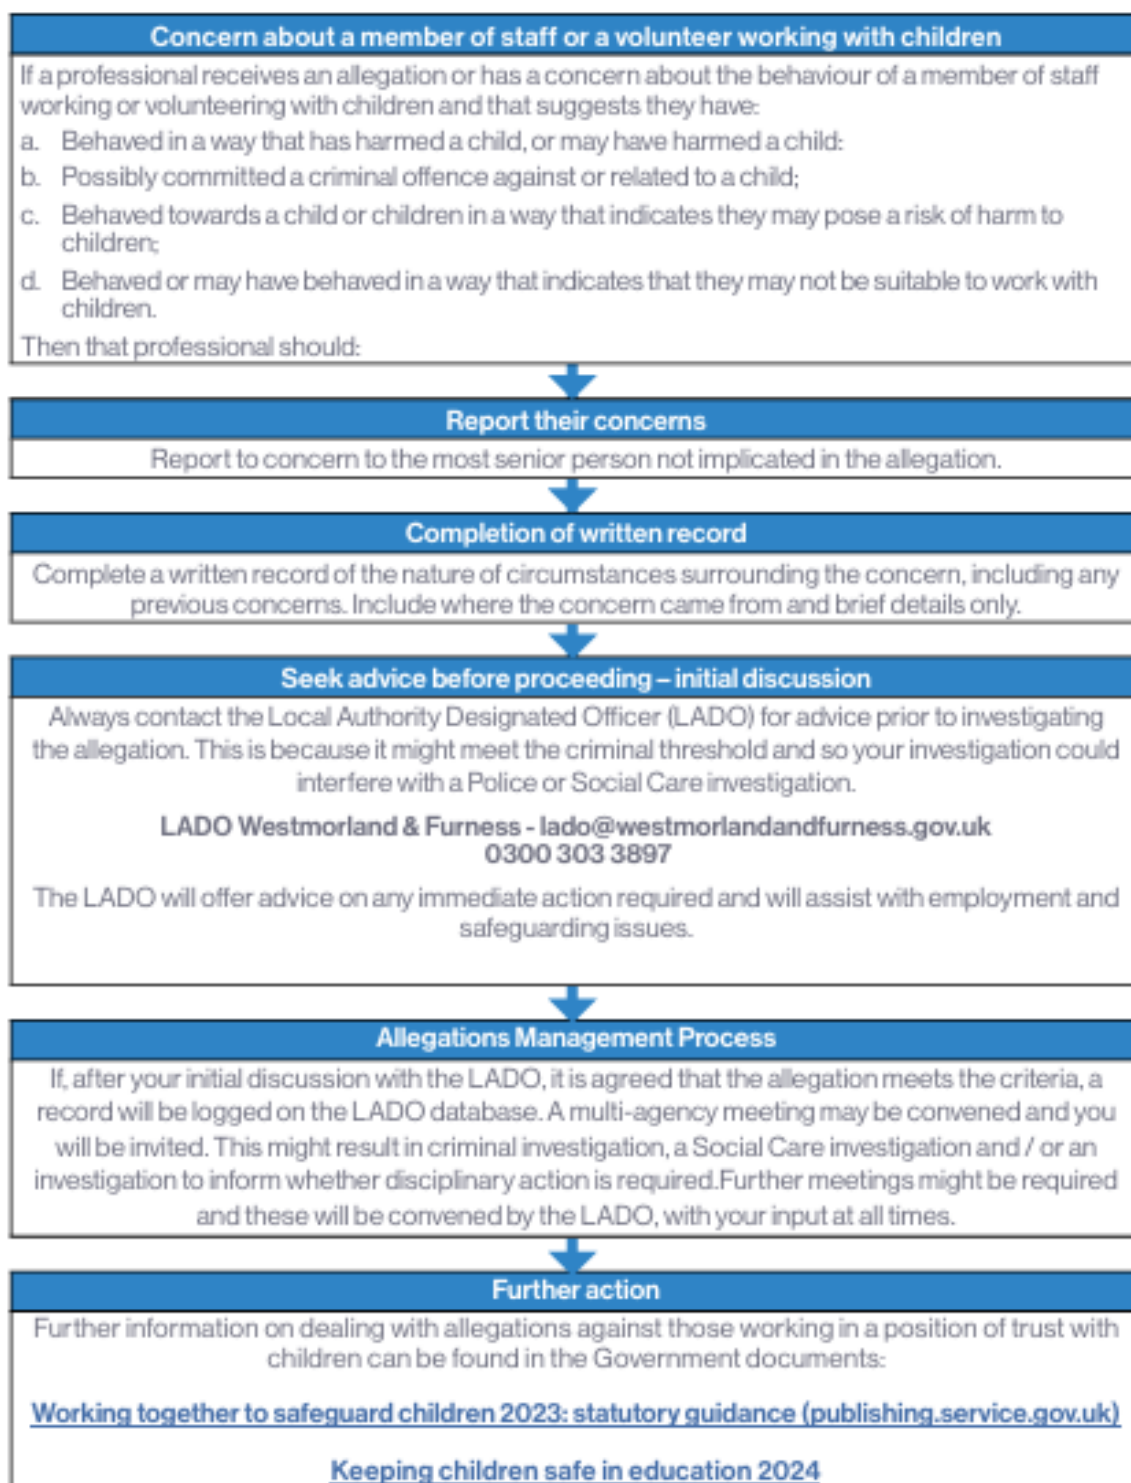 Concern about a member of staff or a volunteer working with children
If a professional receives an allegation or has a concern about the behaviour of a member of staff
working or volunteering with children and that suggests they have:
a. Behaved in a way that has harmed a child, or may have harmed a child:
b. Possibly committed a criminal offence against or related to a child;
c. Behaved towards a child or children in a way that indicates they may pose a risk of harm to
children;
d. Behaved or may have behaved in a way that indicates that they may not be suitable to work with
children.
Then that professional should:
Report their concerns
Report to concern to the most senior person not implicated in the allegation.
Completion of written record
Complete a written record of the nature of circumstances surrounding the concern, including any
previous concerns. Include where the concern came from and brief details only.
Seek advice before proceeding – initial discussion
Always contact the Local Authority Designated Officer (LADO) for advice prior to investigating
the allegation. This is because it might meet the criminal threshold and so your investigation could
interfere with a Police or Social Care investigation.
LADO Westmorland & Furness - lado@westmorlandandfurness.gov.uk
0300 303 3897
The LADO will offer advice on any immediate action required and will assist with employment and
safeguarding issues.
Allegations Management Process
If, after your initial discussion with the LADO, it is agreed that the allegation meets the criteria, a
record will be logged on the LADO database. A multi-agency meeting may be convened and you
will be invited. This might result in criminal investigation, a Social Care investigation and / or an
investigation to inform whether disciplinary action is required.Further meetings might be required
and these will be convened by the LADO, with your input at all times.
Further action
Further information on dealing with allegations against those working in a position of trust with
children can be found in the Government documents:
Working together to safeguard children 2023: statutory guidance (publishing.service.gov.uk)
Keeping children safe in education 2024